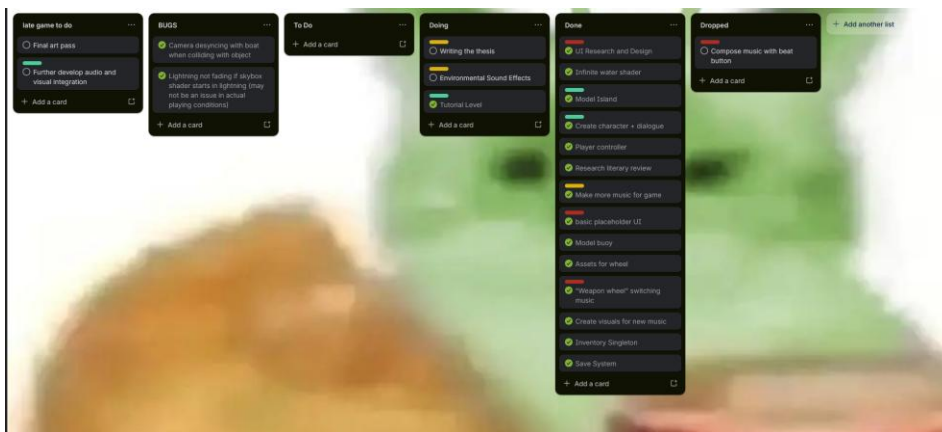 late game to do
Final art pass
Further develop audio and
visual integration
+ Add a card
BUGS
Camera desyncing with boat
when colliding with object
Lightning not fading if skybox
shader starts in lightning (may
not be an issue in actual
playing conditions)
+ Add a card
To Do
+ Add a card
Doing
Writing the thesis
Environmental Sound Effects
Tutorial Level
+ Add a card
Done
UI Research and Design
Infinite water shader
Model Island
Create character + dialogue
Player controller
Research literary review
Make more music for game
basic placeholder UI
Model buoy
Assets for wheel
"Weapon wheel" switching
music
Create visuals for new music
Inventory Singleton
Save System
+ Add a card
Dropped
Compose music with beat
button
+ Add a card
+ Add another list